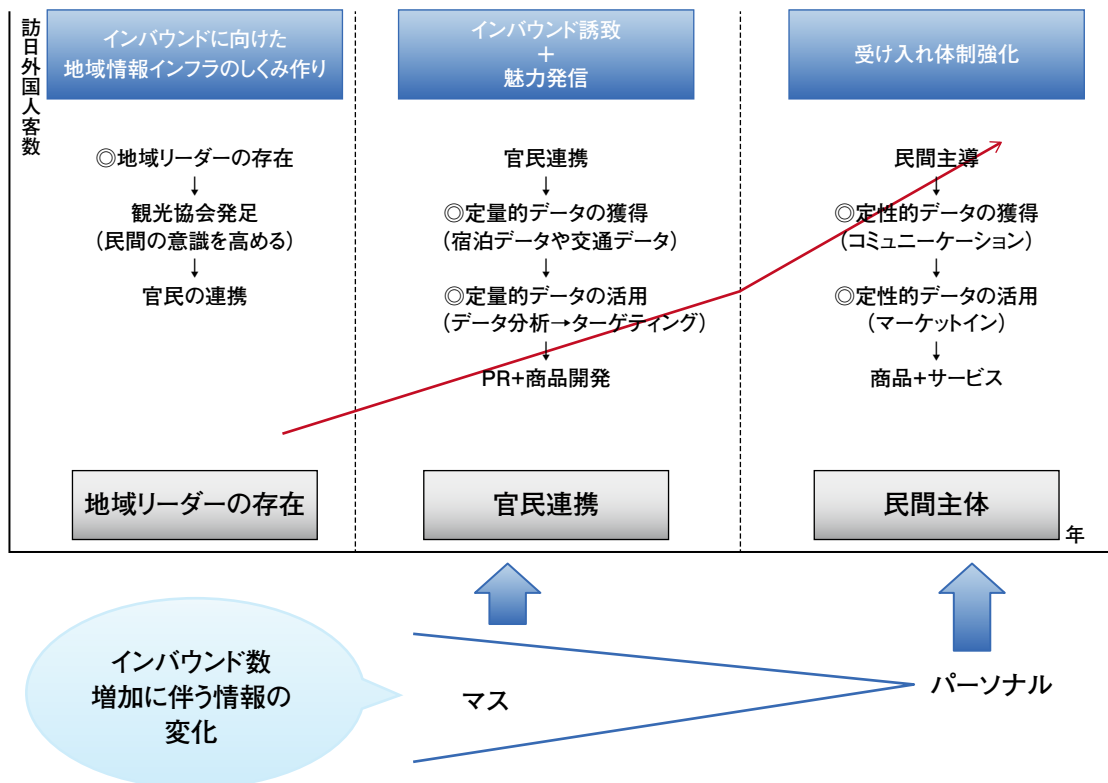 訪日外国人客数
インバウンドに向けた
地域情報インフラのしくみ作り
◎地域リーダーの存在
↓
観光協会発足
(民間の意識を高める)
↓
官民の連携
地域リーダーの存在
インバウンド誘致
+
魅力発信
官民連携
↓
◎定量的データの獲得
(宿泊データや交通データ)
↓
◎定量的データの活用
(データ分析→ターゲティング)
↓
PR+商品開発
官民連携
受け入れ体制強化
民間主導
↓
◎定性的データの獲得
(コミュニーケーション)
↓
◎定性的データの活用
(マーケットイン)
↓
商品+サービス
民間主体
年
インバウンド数
増加に伴う情報の
変化
マス
パーソナル